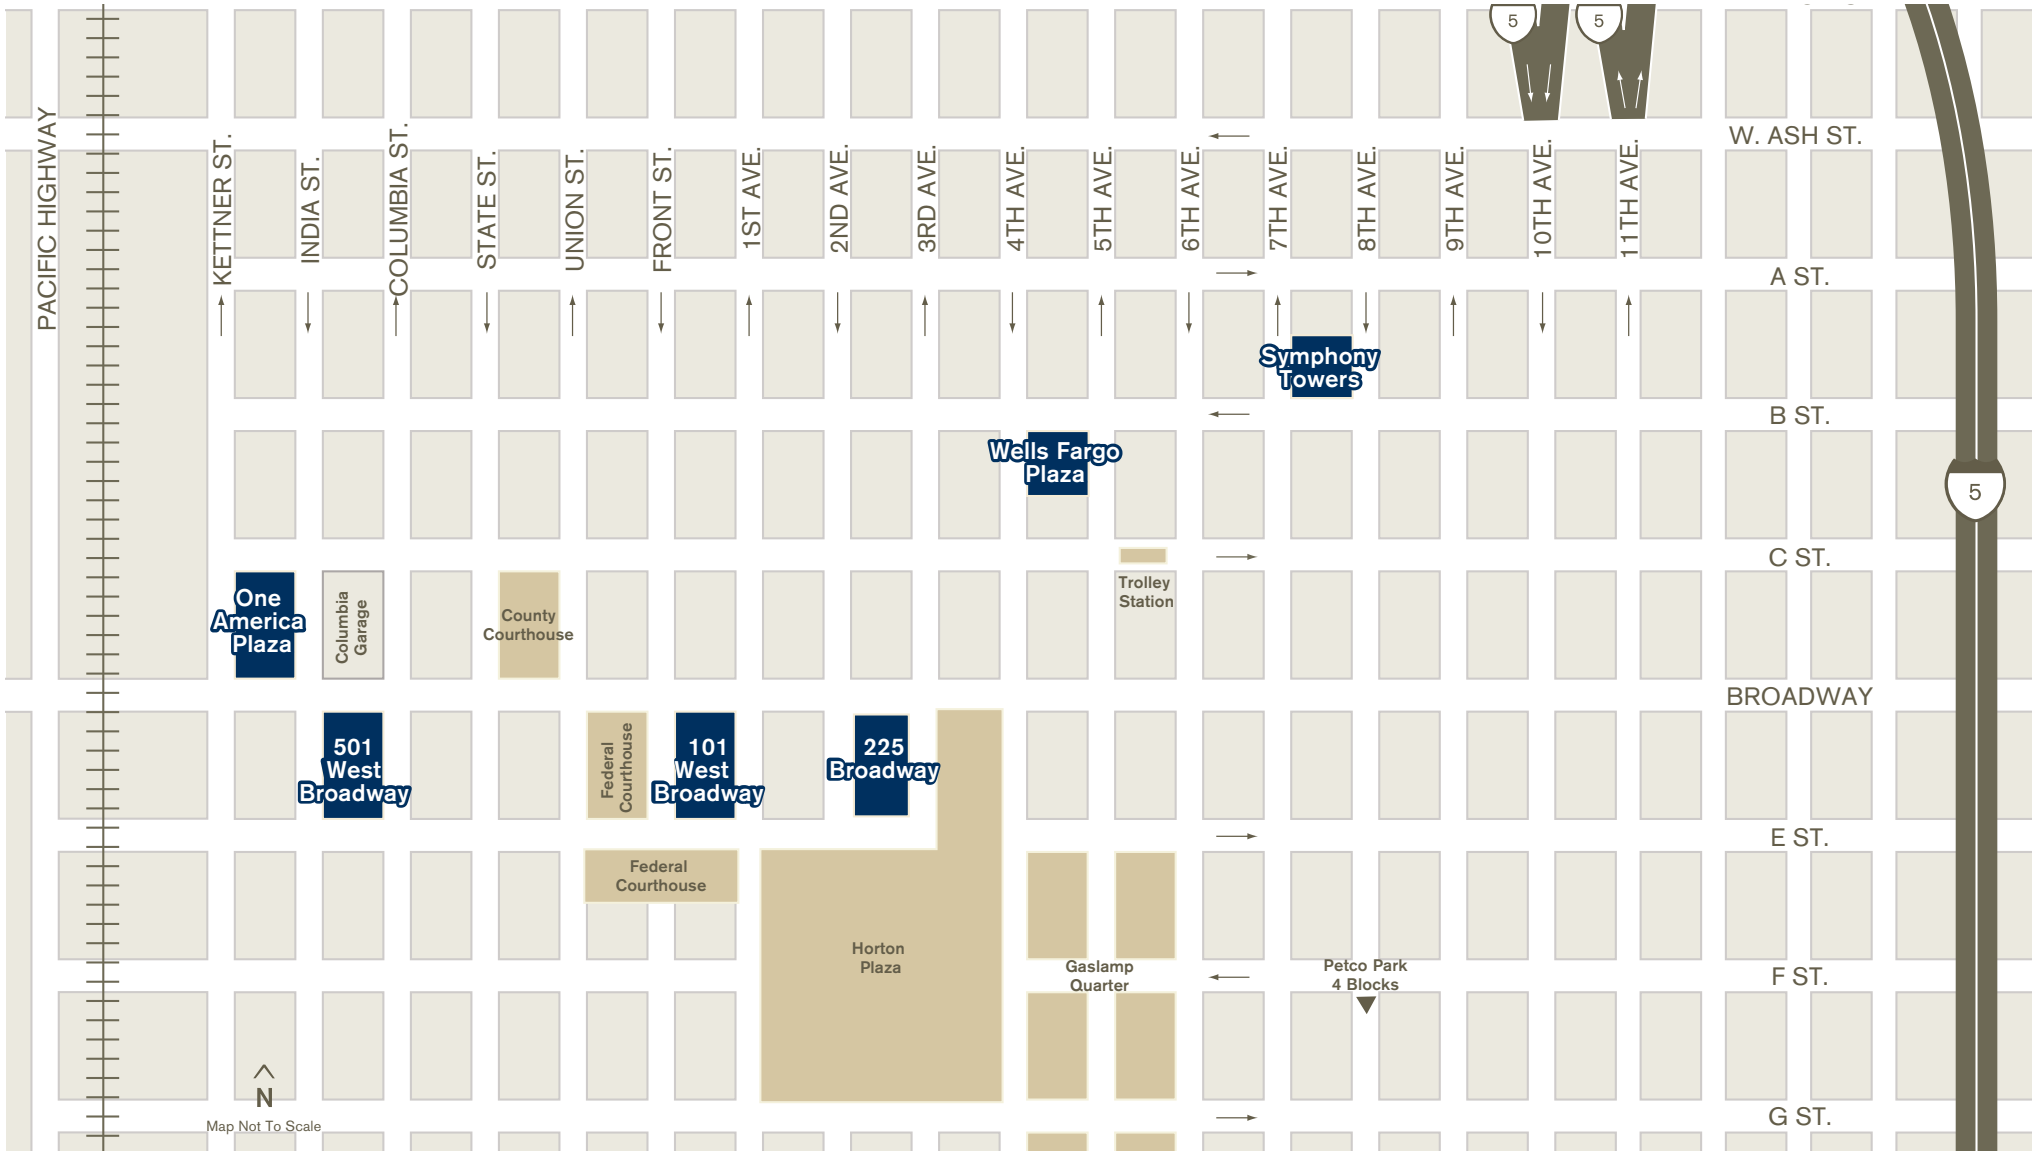 5
5
W. ASH ST.
PACIFIC HIGHWAY
KETTNER ST.
INDIA ST.
COLUMBIA ST.
STATE ST.
UNION ST.
FRONT ST.
1ST AVE.
2ND AVE.
3RD AVE.
4TH AVE.
5TH AVE.
6TH AVE.
7TH AVE.
8TH AVE.
9TH AVE.
10TH AVE.
11TH AVE.
A ST.
Symphony
Towers
B ST.
Wells Fargo
Plaza
5
C ST.
Trolley
Station
One
America
Plaza
Columbia
Garage
County
Courthouse
BROADWAY
501
West
Broadway
Federal
Courthouse
101
West
Broadway
225
Broadway
E ST.
Federal
Courthouse
Horton
Plaza
Gaslamp
Quarter
Petco Park
4 Blocks
F ST.
N
Map Not To Scale
G ST.